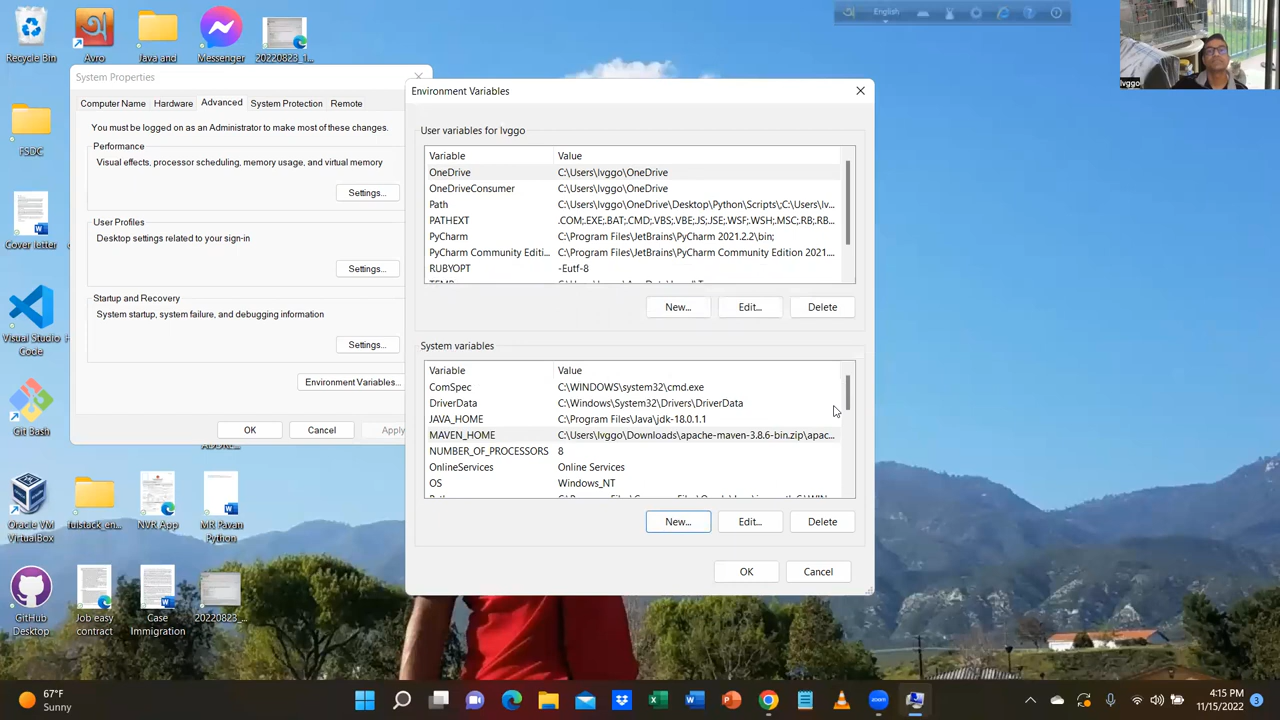 English
Recycle Bin
Avro
Java and
Messenger
20220823_1...
lvggo
System Properties
Computer Name
Hardware
Advanced
System Protection
Remote
You must be logged on as an Administrator to make most of these changes.
Performance
Visual effects, processor scheduling, memory usage, and virtual memory
Settings...
User Profiles
Desktop settings related to your sign-in
Settings...
Startup and Recovery
System startup, system failure, and debugging information
Settings...
Environment Variables...
OK
Cancel
Apply
Environment Variables
User variables for lvggo
Variable Value
OneDrive C:\Users\lvggo\OneDrive
OneDriveConsumer C:\Users\lvggo\OneDrive
Path C:\Users\lvggo\OneDrive\Desktop\Python\Scripts\;C:\Users\lv...
PATHEXT .COM;.EXE;.BAT;.CMD;.VBS;.VBE;.JS;.JSE;.WSF;.WSH;.MSC;.RB;.RB...
PyCharm C:\Program Files\JetBrains\PyCharm 2021.2.2\bin;
PyCharm Community Editi... C:\Program Files\JetBrains\PyCharm Community Edition 2021....
RUBYOPT -Eutf-8
New...
Edit...
Delete
System variables
Variable Value
ComSpec C:\WINDOWS\system32\cmd.exe
DriverData C:\Windows\System32\Drivers\DriverData
JAVA_HOME C:\Program Files\Java\jdk-18.0.1.1
MAVEN_HOME C:\Users\lvggo\Downloads\apache-maven-3.8.6-bin.zip\apac...
NUMBER_OF_PROCESSORS 8
OnlineServices Online Services
OS Windows_NT
New...
Edit...
Delete
OK
Cancel
FSDC
Cover letter
Visual Studio
Code
Git Bash
Oracle VM
VirtualBox
fulstack_en...
NVR App
MR Pavan
Python
GitHub
Desktop
Job easy
contract
Case
Immigration
20220823_...
67°F
Sunny
4:15 PM
11/15/2022
3